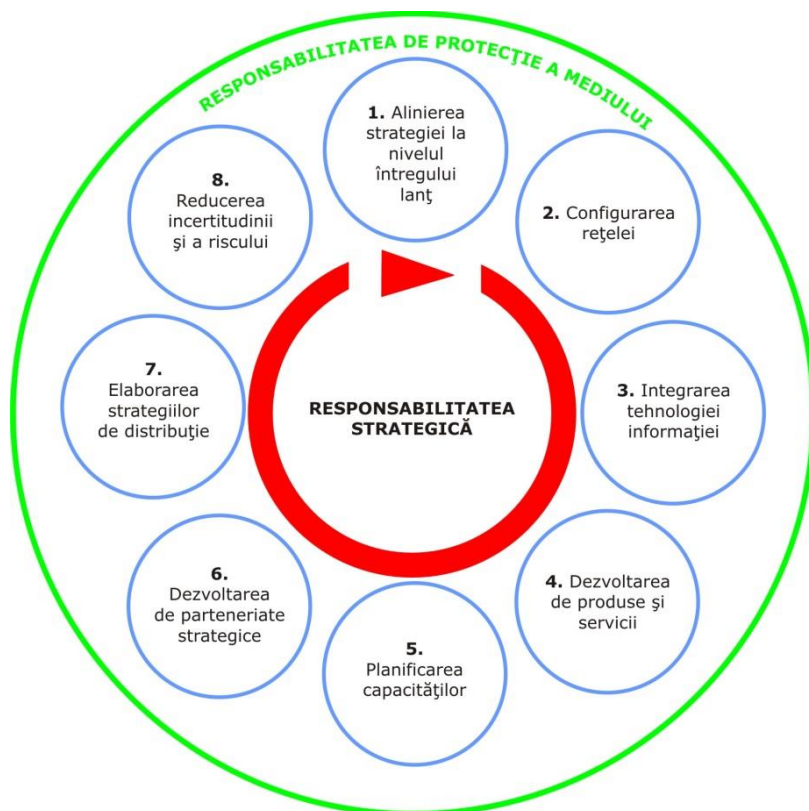 RESPONSABILITATEA DE PROTECŢIE A MEDIULUI
1. Alinierea
strategiei la
nivelul
întregului
lanţ
2. Configurarea
reţelei
3. Integrarea
tehnologiei
informaţiei
4. Dezvoltarea
de produse şi
servicii
5.
Planificarea
capacităţilor
6.
Dezvoltarea
de parteneriate
strategice
7.
Elaborarea
strategiilor
de distribuţie
8.
Reducerea
incertitudinii
şi a riscului
RESPONSABILITATEA
STRATEGICĂ